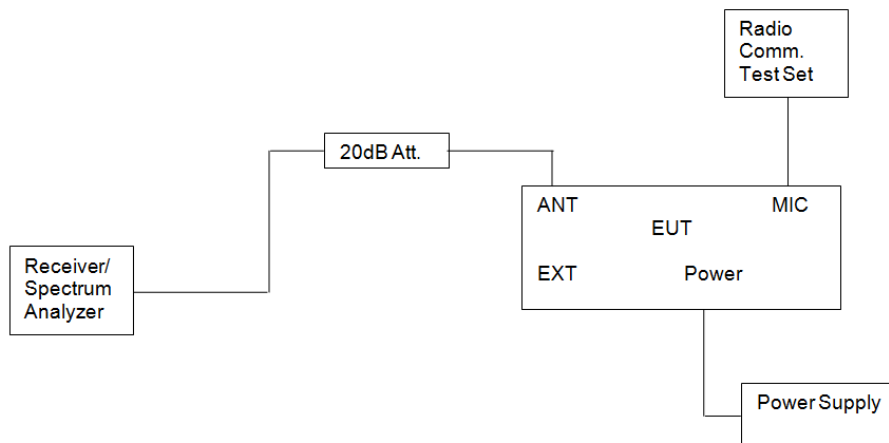 Radio
Comm.
Test Set
20dB Att.
ANT
MIC
EUT
Receiver/
Spectrum
Analyzer
EXT
Power
Power Supply